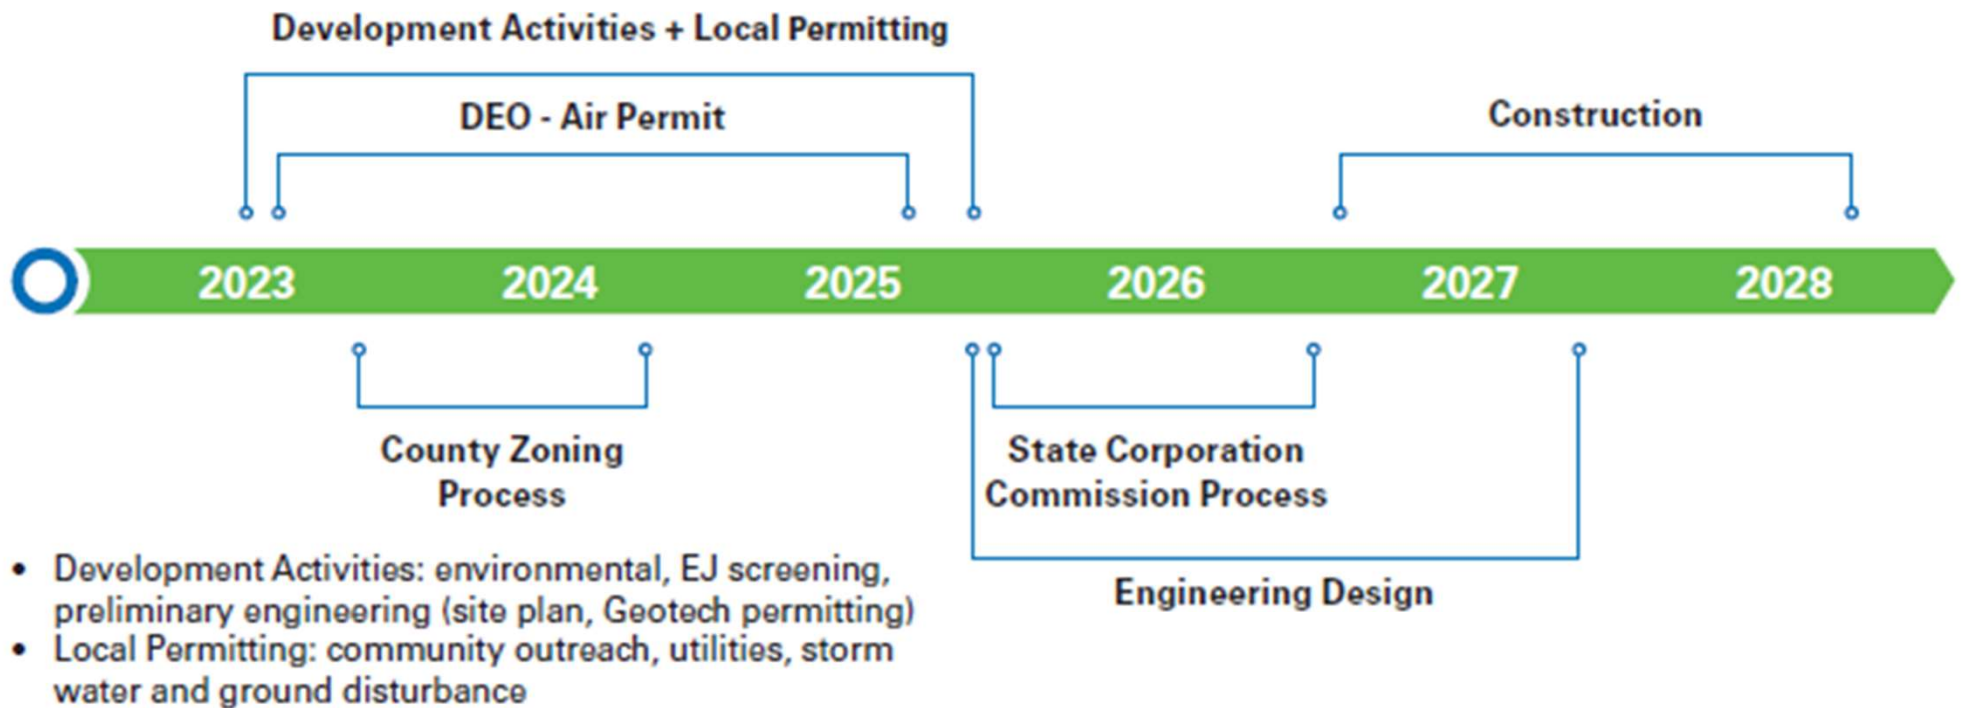 Development Activities + Local Permitting
DEO - Air Permit
Construction
2023 2024 2025 2026 2027 2028
County Zoning
Process
State Corporation
Commission Process
Engineering Design
• Development Activities: environmental, EJ screening,
preliminary engineering (site plan, Geotech permitting)
• Local Permitting: community outreach, utilities, storm
water and ground disturbance